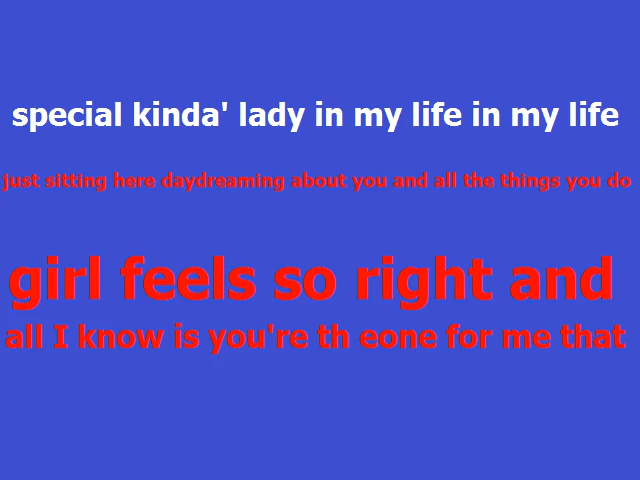 special kinda' lady in my life in my life
just sitting here daydreaming about you and all the things you do
girl feels so right and
all I know is you're th eone for me that